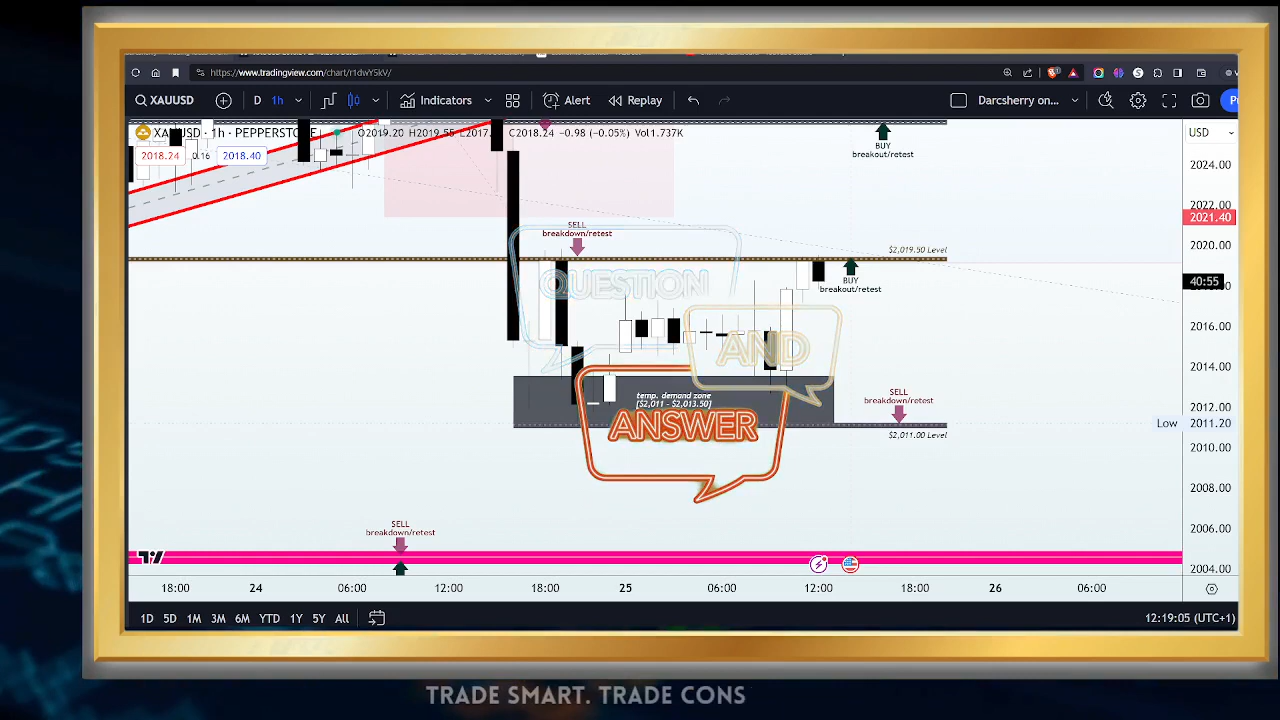 https://www.tradingview.com/chart/r1dwY5kV/
XAUUSD D 1h Indicators Alert Replay Darcsherry on...
XAUUSD · 1h · PEPPERSTONE O2019.20 H2019.55 L2017. C2018.24 −0.98 (−0.05%) Vol1.737K USD
2018.24 0.16 2018.40
BUY
breakout/retest
2024.00
2022.00
2021.40
SELL
breakdown/retest
$2,019.50 Level
2020.00
BUY
breakout/retest
40:55
QUESTION
AND
ANSWER
2016.00
2014.00
temp. demand zone
[$2,011 - $2,013.50]
SELL
breakdown/retest
2012.00
Low 2011.20
$2,011.00 Level
2010.00
2008.00
SELL
breakdown/retest
2006.00
2004.00
18:00 24 06:00 12:00 18:00 25 06:00 12:00 18:00 26 06:00
1D 5D 1M 3M 6M YTD 1Y 5Y All 12:19:05 (UTC+1)
TRADE SMART. TRADE CONS